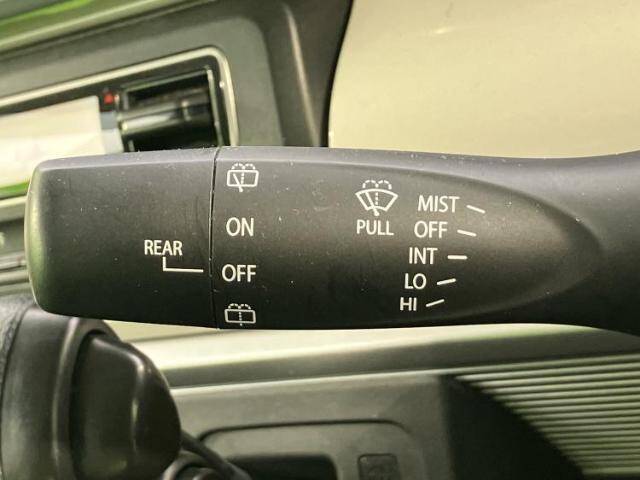 REAR
ON
OFF
PULL
MIST
OFF
INT
LO
HI